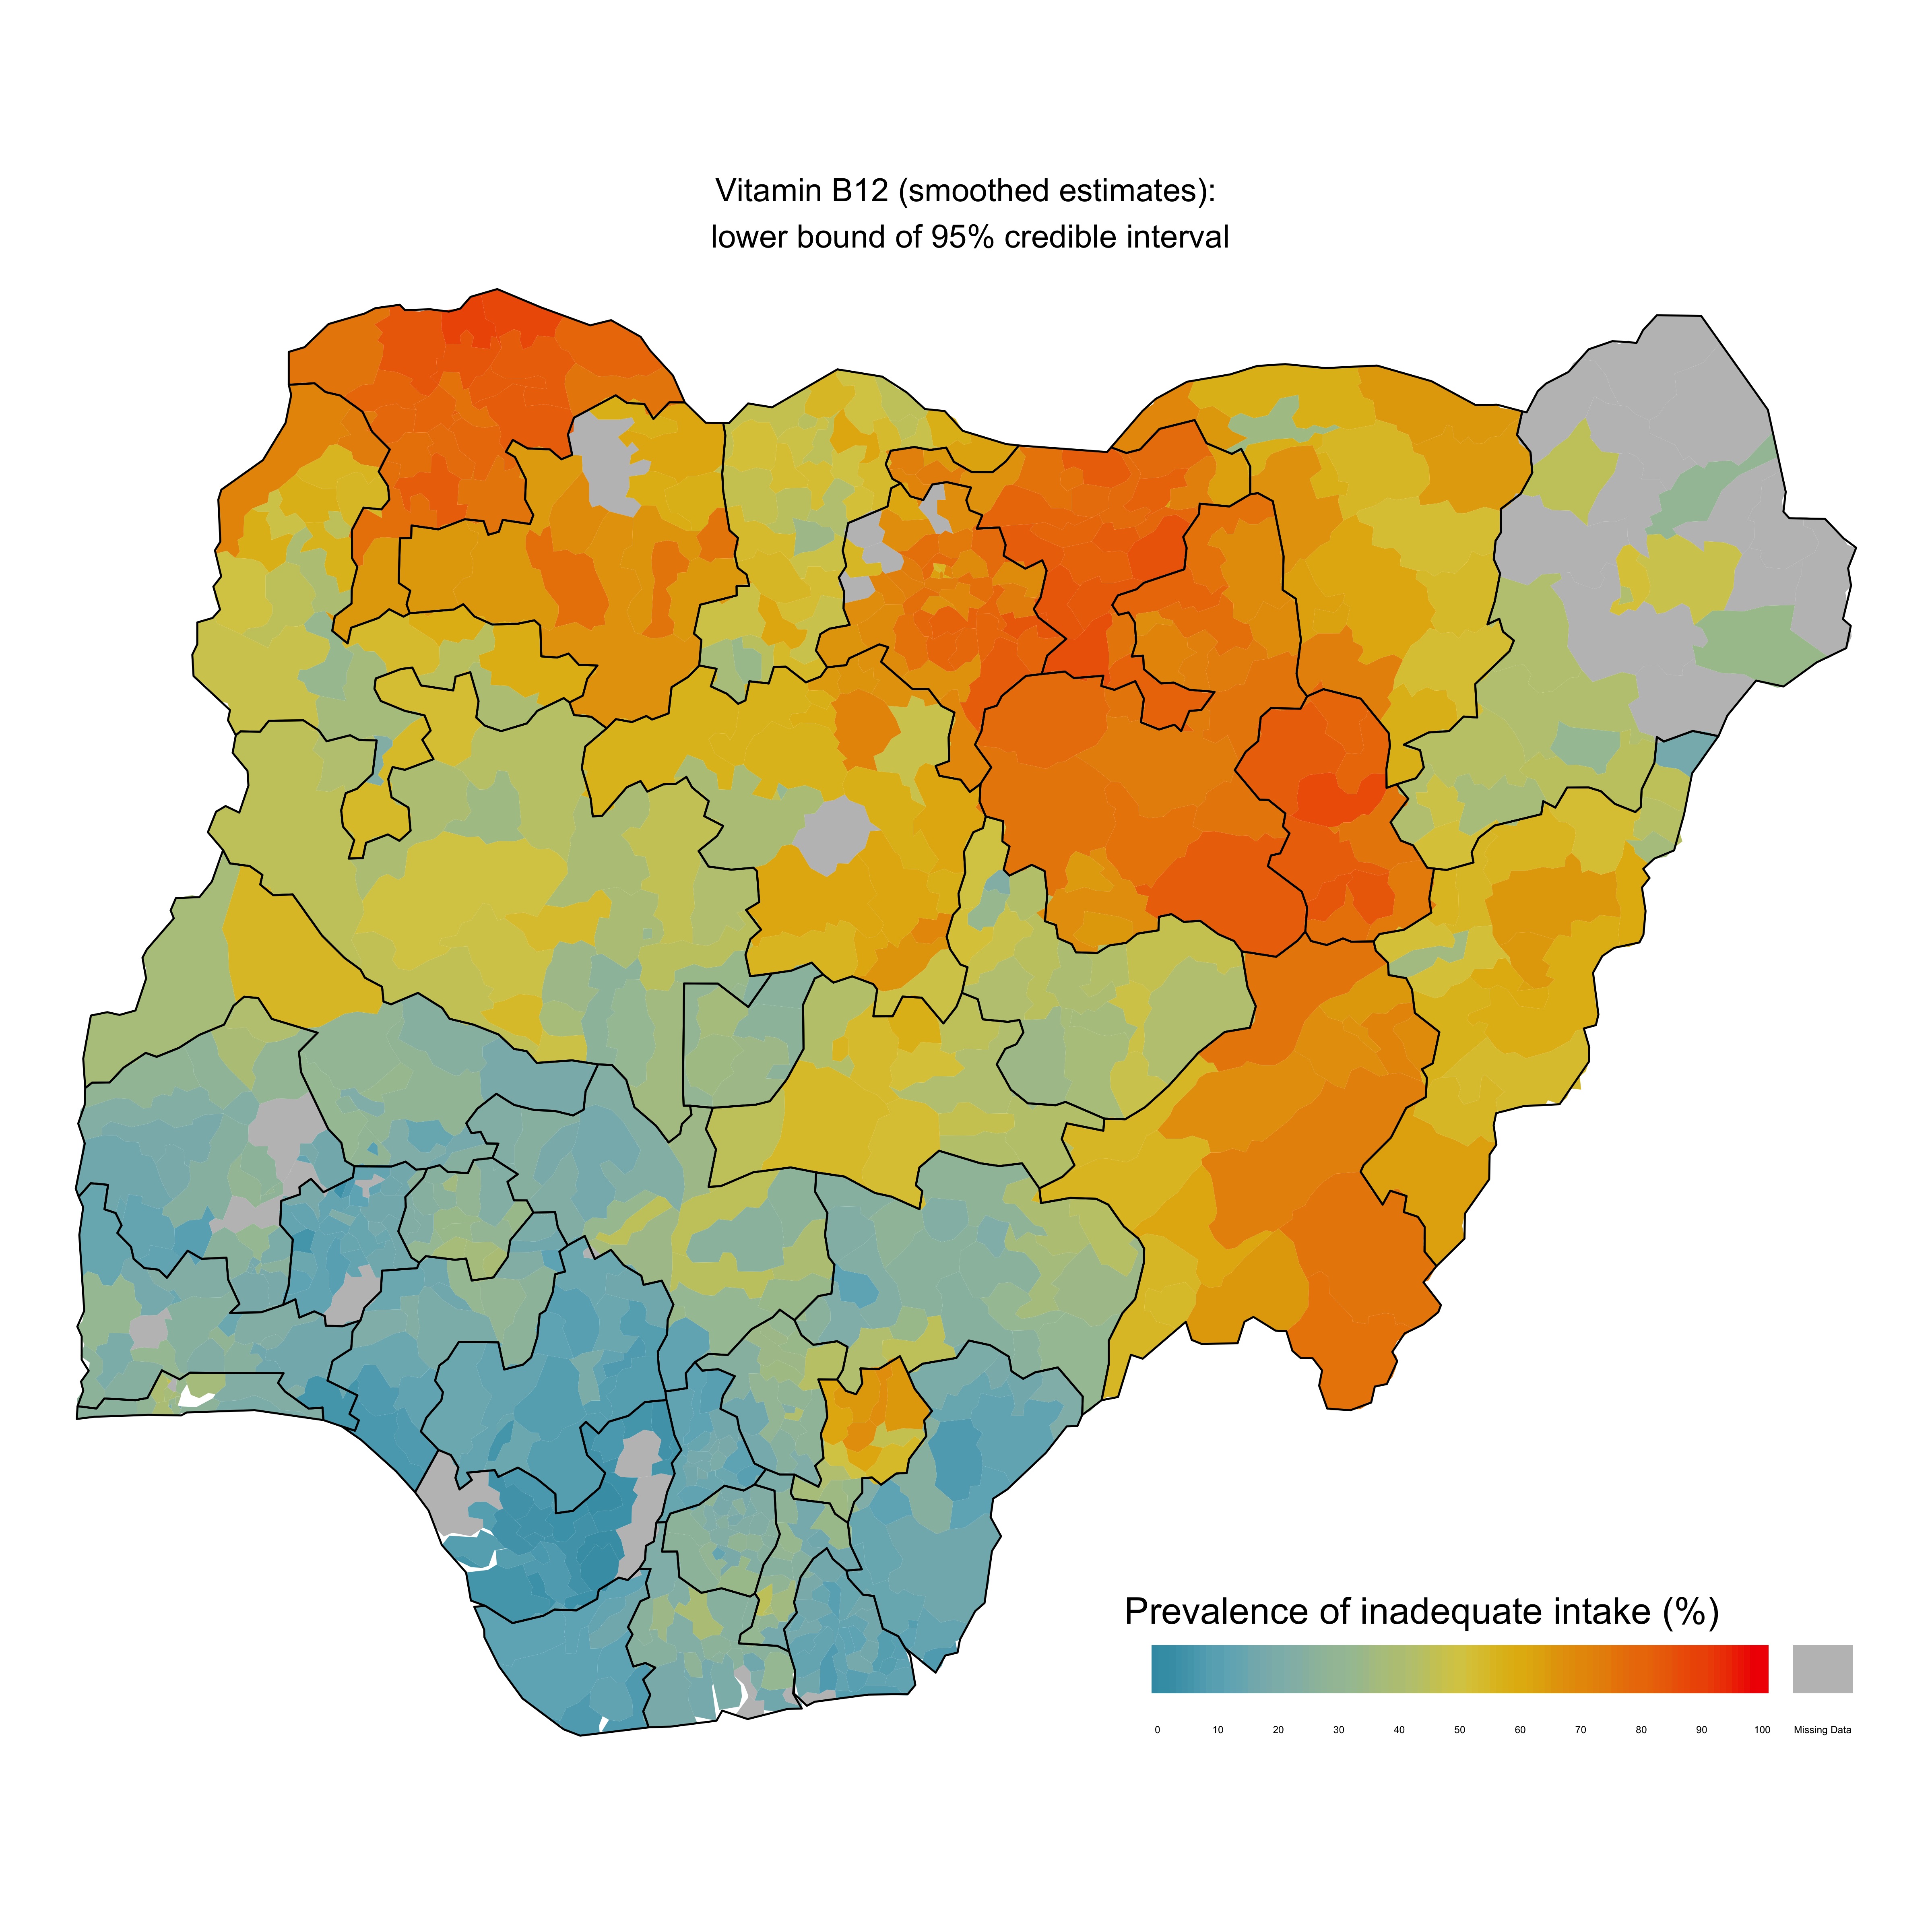 Vitamin B12 (smoothed estimates):
lower bound of 95% credible interval
Prevalence of inadequate intake (%)
0 10 20 30 40 50 60 70 80 90 100 Missing Data